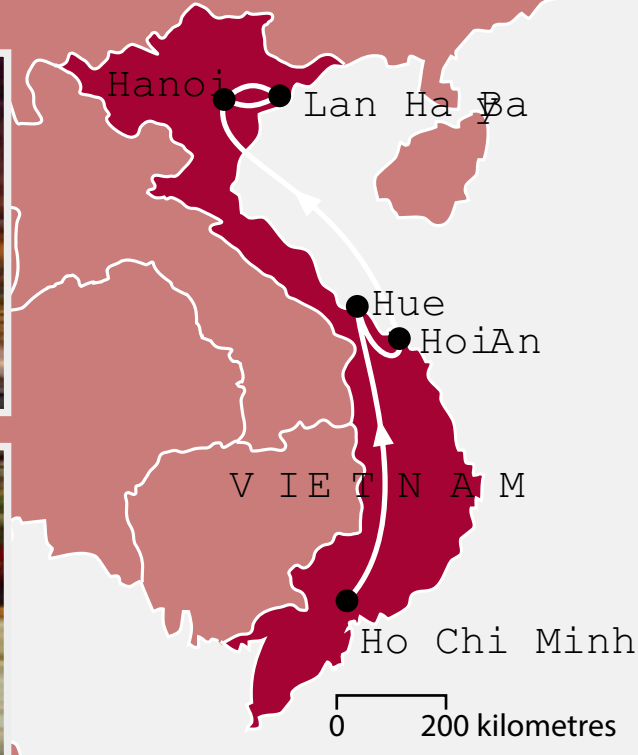 Hanoi
Lan Ha Bay
Hue
HoiAn
V I E T N A M
Ho Chi Minh
0 200 kilometres